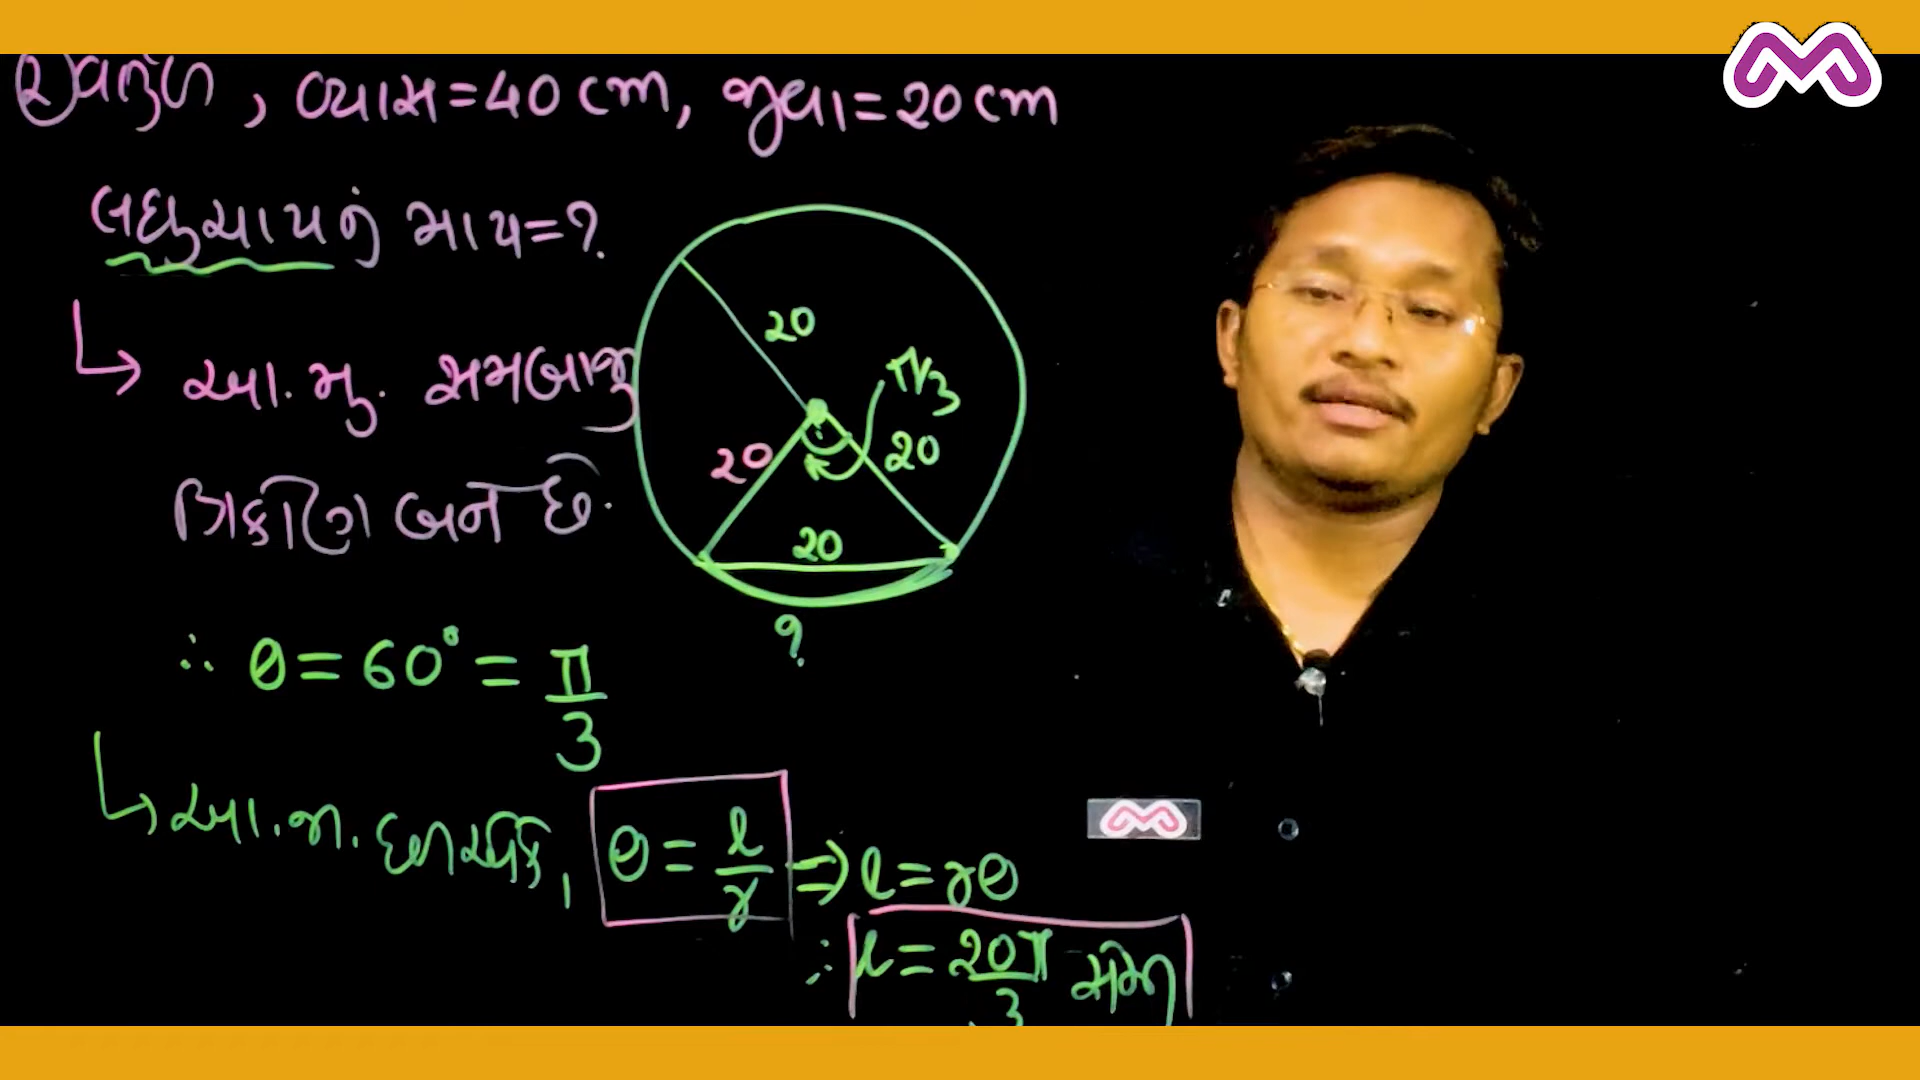 વર્તુળ, વ્યાસ = 40 cm, જીવા = 20 cm
લઘુચાપનું માપ = ?
આ. મુ. સમબાજુ
ત્રિકોણ બને છે.
20
π/3
20
20
20
?
∴ θ = 60° = π/3
આ. ન.
θ = l/r ⇒ l = rθ
∴ l = 20π/3 સેમી